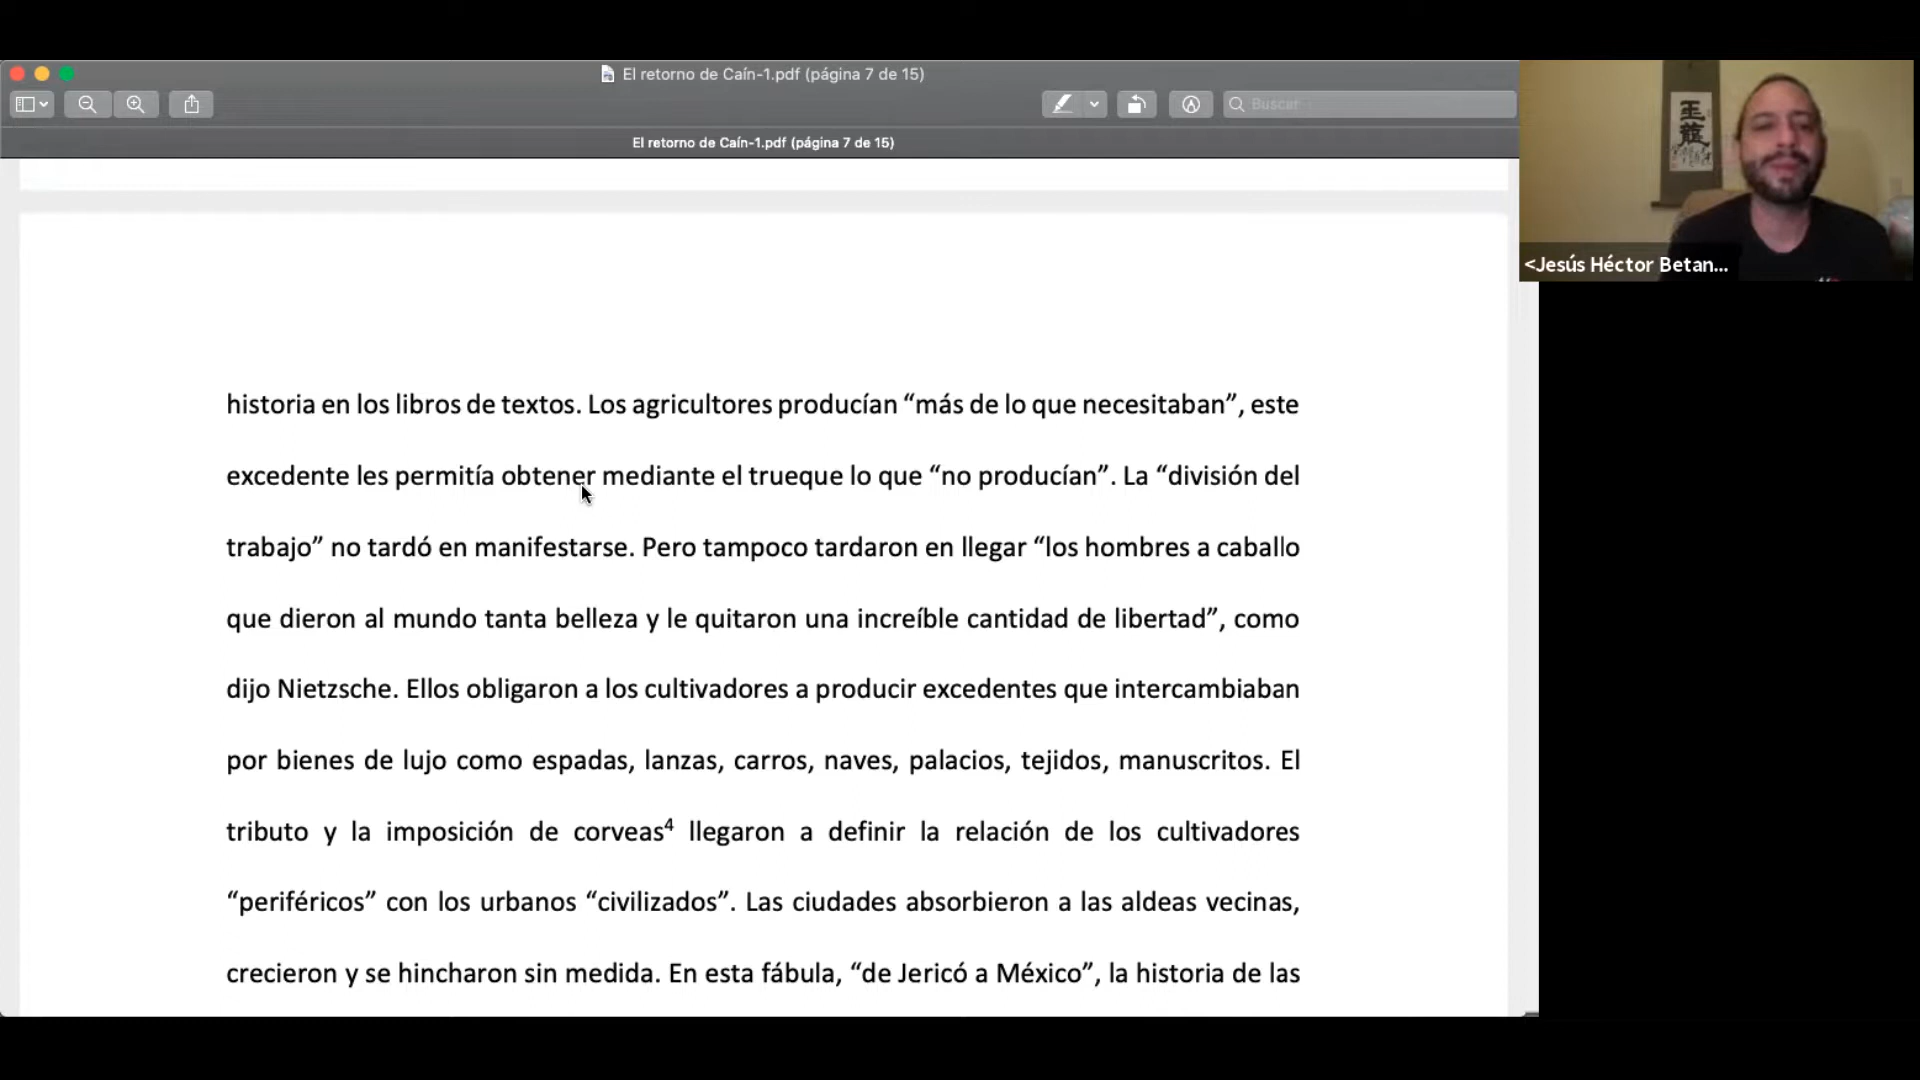 El retorno de Caín-1.pdf (página 7 de 15)
Buscar
El retorno de Caín-1.pdf (página 7 de 15)
<Jesús Héctor Betan...
historia en los libros de textos. Los agricultores producían “más de lo que necesitaban”, este
excedente les permitía obtener mediante el trueque lo que “no producían”. La “división del
trabajo” no tardó en manifestarse. Pero tampoco tardaron en llegar “los hombres a caballo
que dieron al mundo tanta belleza y le quitaron una increíble cantidad de libertad”, como
dijo Nietzsche. Ellos obligaron a los cultivadores a producir excedentes que intercambiaban
por bienes de lujo como espadas, lanzas, carros, naves, palacios, tejidos, manuscritos. El
tributo y la imposición de corveas⁴ llegaron a definir la relación de los cultivadores
“periféricos” con los urbanos “civilizados”. Las ciudades absorbieron a las aldeas vecinas,
crecieron y se hincharon sin medida. En esta fábula, “de Jericó a México”, la historia de las